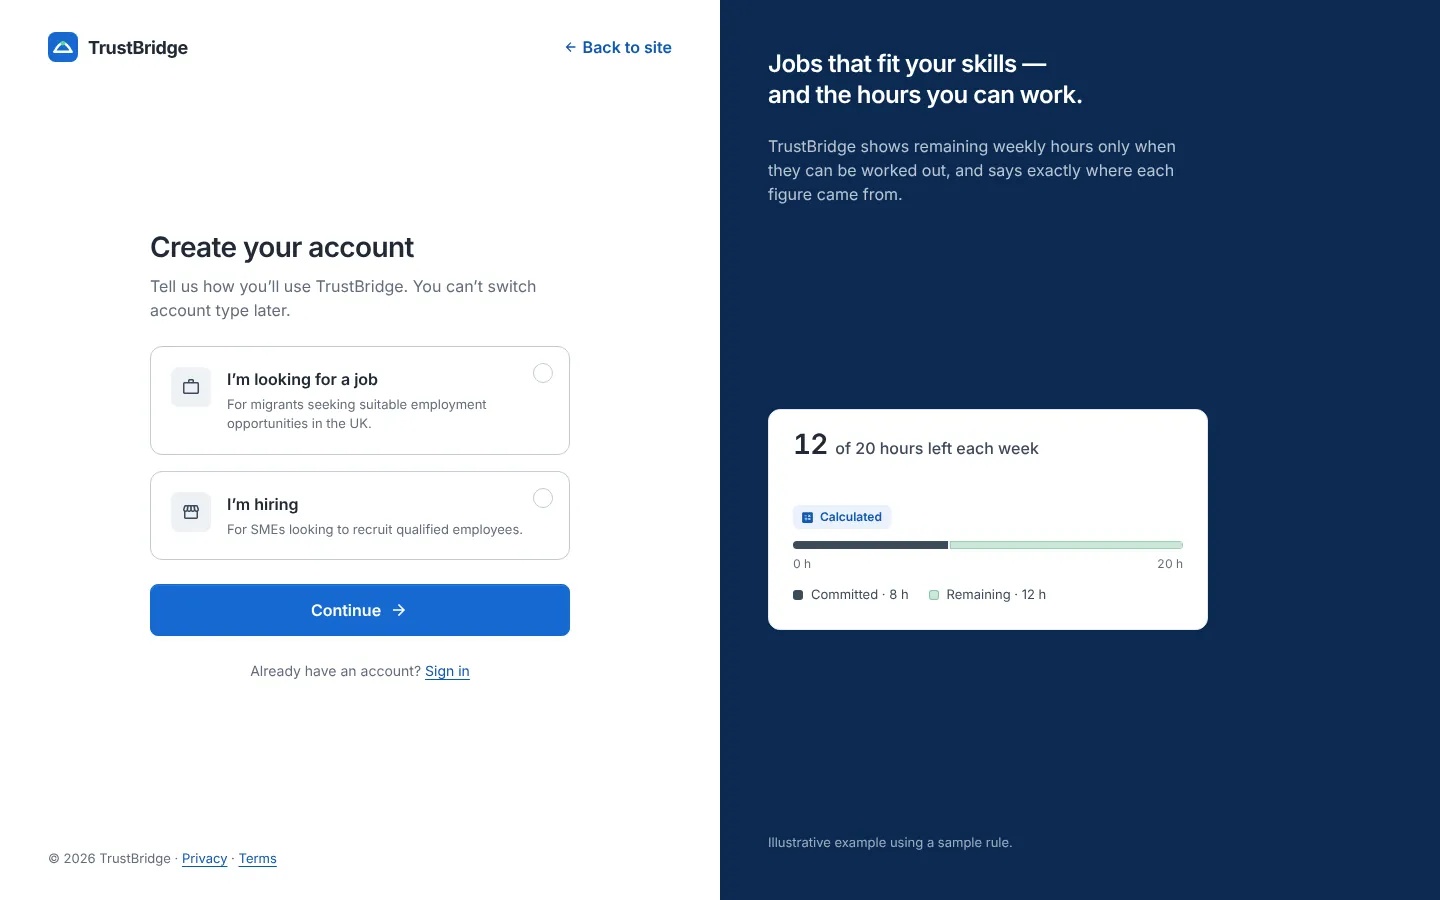 TrustBridge
← Back to site
Create your account
Tell us how you’ll use TrustBridge. You can’t switch
account type later.
I’m looking for a job
For migrants seeking suitable employment
opportunities in the UK.
I’m hiring
For SMEs looking to recruit qualified employees.
Continue →
Already have an account? Sign in
© 2026 TrustBridge · Privacy · Terms
Jobs that fit your skills —
and the hours you can work.
TrustBridge shows remaining weekly hours only when
they can be worked out, and says exactly where each
figure came from.
12 of 20 hours left each week
Calculated
0 h 20 h
Committed · 8 h Remaining · 12 h
Illustrative example using a sample rule.